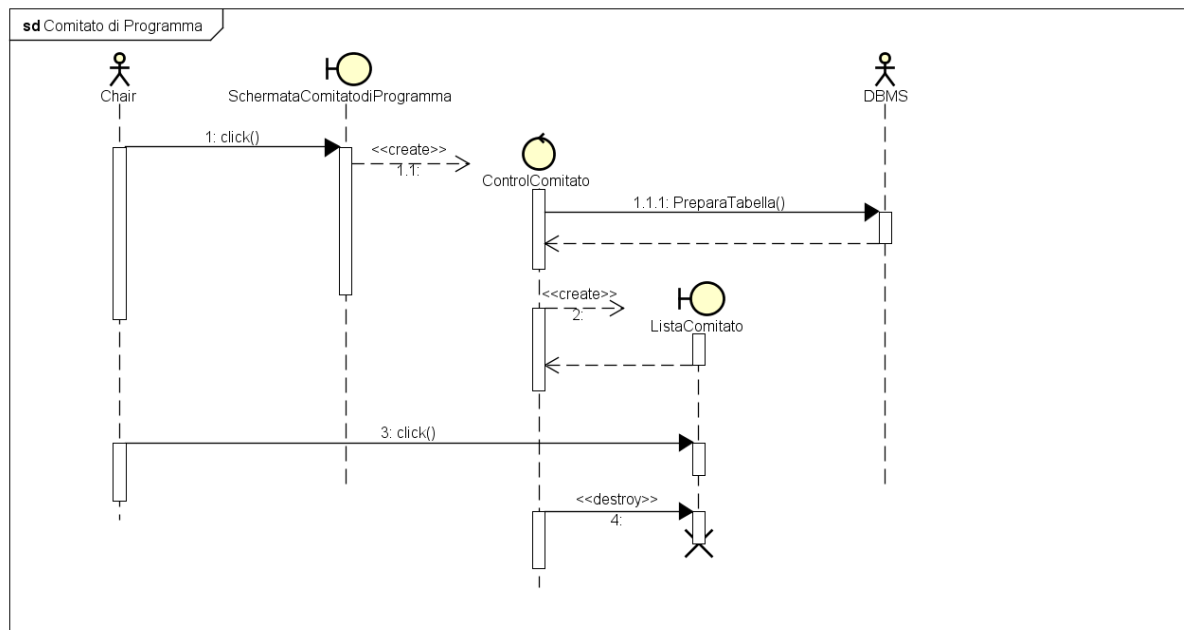 sd Comitato di Programma
Chair
SchermataComitatodiProgramma
DBMS
1: click()
<<create>>
1.1:
ControlComitato
1.1.1: PreparaTabella()
<<create>>
2:
ListaComitato
3: click()
<<destroy>>
4: